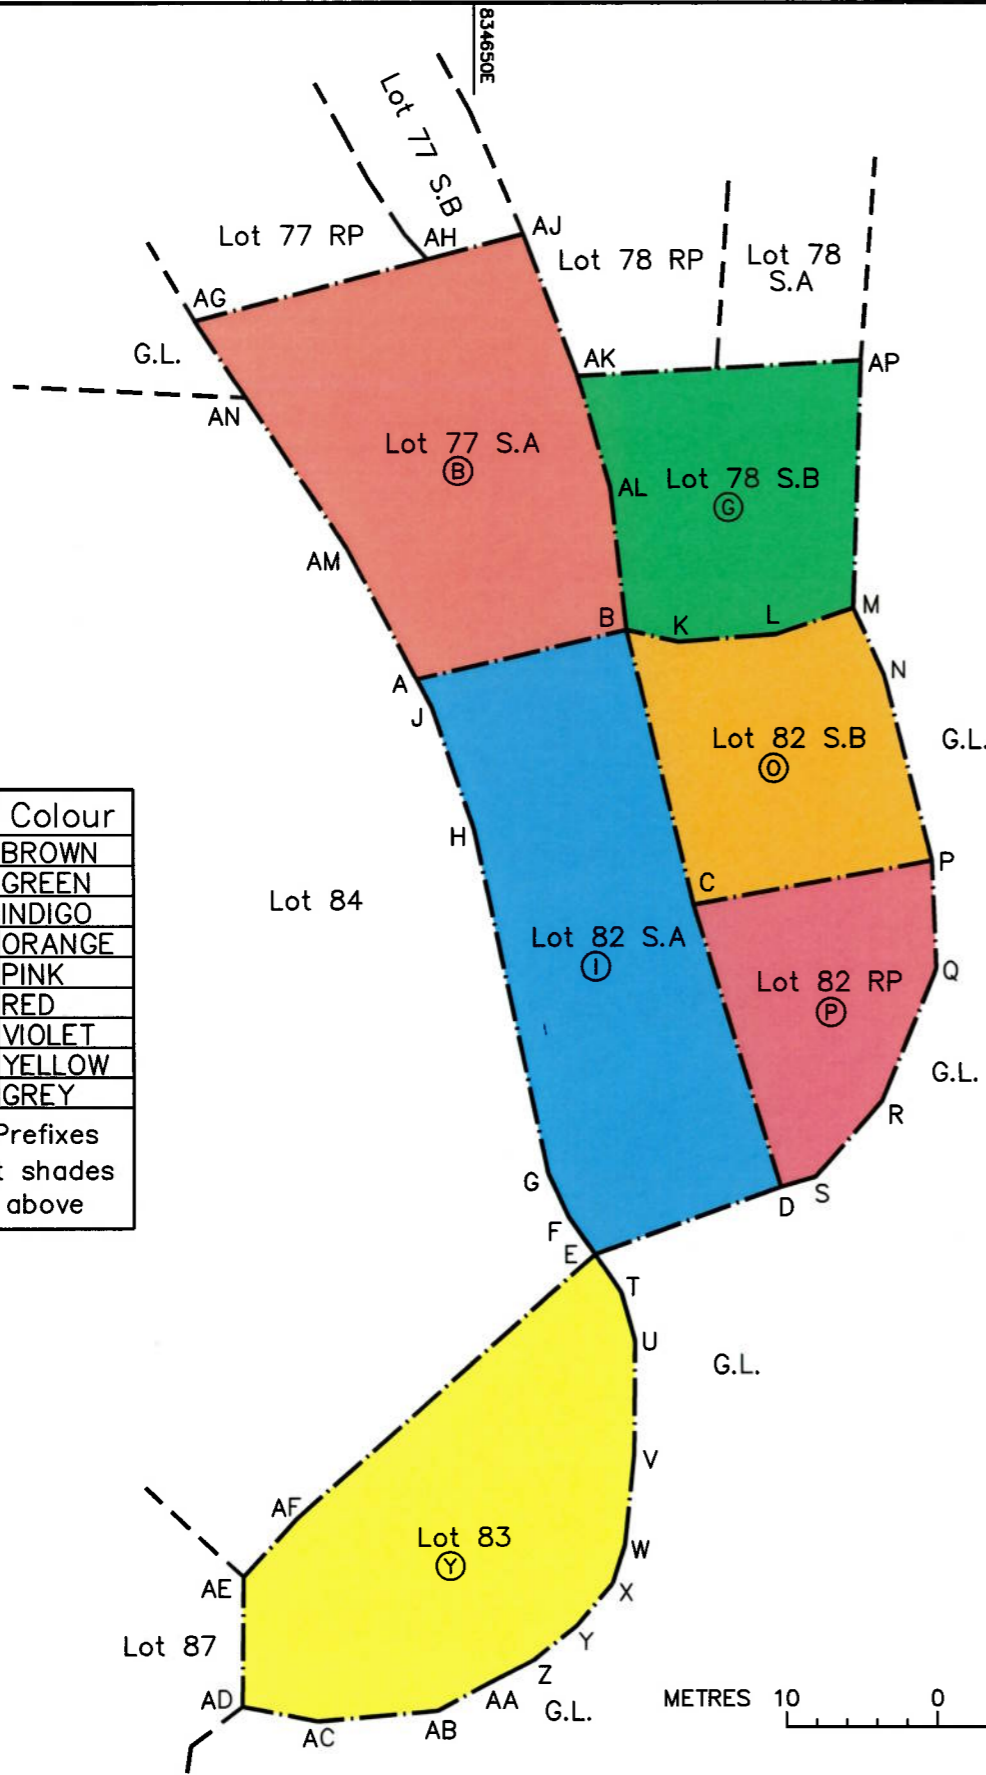 834650E
Lot 77 S.B
Lot 77 RP
AH
AJ
Lot 78 RP
Lot 78
S.A
AG
G.L.
AK
AP
AN
Lot 77 S.A
B
AL
Lot 78 S.B
G
AM
B
K
L
M
A
J
N
Lot 82 S.B
O
G.L.
H
P
C
Colour
BROWN
GREEN
INDIGO
ORANGE
PINK
RED
VIOLET
YELLOW
GREY
Prefixes
shades
above
Lot 84
Lot 82 S.A
I
Q
Lot 82 RP
P
G.L.
R
G
S
D
F
E
T
U
G.L.
V
AF
Lot 83
Y
W
AE
X
Lot 87
Y
Z
AD
AA
G.L.
AB
AC
METRES 10 0